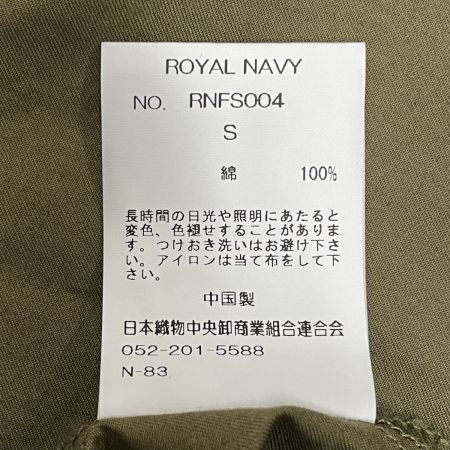 ROYAL NAVY
NO. RNFS004
S
綿 100%
長時間の日光や照明にあたると
変色、色褪せすることがありま
す。つけおき洗いはお避け下さ
い。アイロンは当て布をして下
さい。
中国製
日本織物中央卸商業組合連合会
052-201-5588
N-83